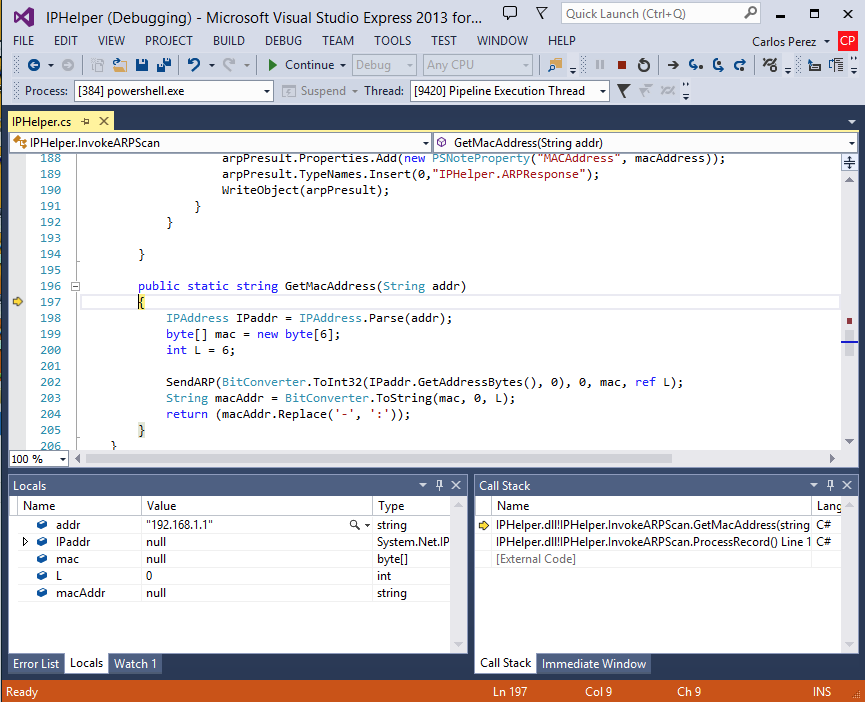 IPHelper (Debugging) - Microsoft Visual Studio Express 2013 for...
Quick Launch (Ctrl+Q)
FILE EDIT VIEW PROJECT BUILD DEBUG TEAM TOOLS TEST WINDOW HELP
Carlos Perez CP
Continue Debug Any CPU
Process: [384] powershell.exe Suspend Thread: [9420] Pipeline Execution Thread
IPHelper.cs
IPHelper.InvokeARPScan GetMacAddress(String addr)
188 arpPresult.Properties.Add(new PSNoteProperty("MACAddress", macAddress));
189 arpPresult.TypeNames.Insert(0,"IPHelper.ARPResponse");
190 WriteObject(arpPresult);
191 }
192 }
193
194 }
195
196 public static string GetMacAddress(String addr)
197 {
198 IPAddress IPaddr = IPAddress.Parse(addr);
199 byte[] mac = new byte[6];
200 int L = 6;
201
202 SendARP(BitConverter.ToInt32(IPaddr.GetAddressBytes(), 0), 0, mac, ref L);
203 String macAddr = BitConverter.ToString(mac, 0, L);
204 return (macAddr.Replace('-', ':'));
205 }
206 }
100 %
Locals
Name Value Type
addr "192.168.1.1" string
IPaddr null System.Net.IP
mac null byte[]
L 0 int
macAddr null string
Error List Locals Watch 1
Call Stack
Name Lang
IPHelper.dll!IPHelper.InvokeARPScan.GetMacAddress(string C#
IPHelper.dll!IPHelper.InvokeARPScan.ProcessRecord() Line 1 C#
[External Code]
Call Stack Immediate Window
Ready Ln 197 Col 9 Ch 9 INS